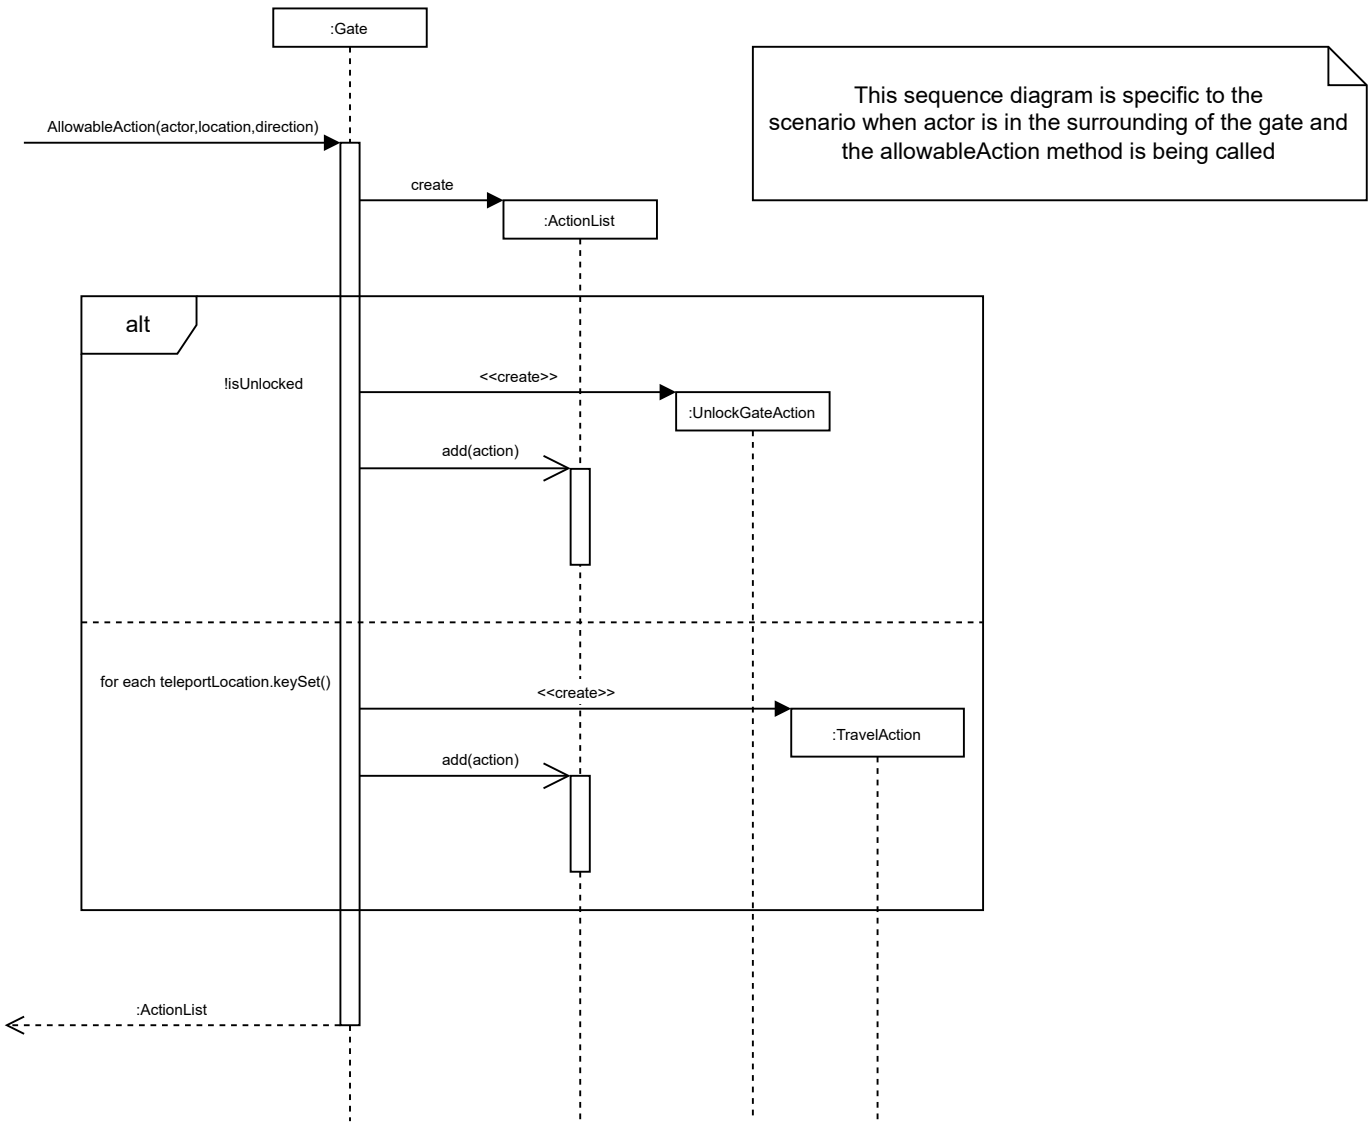 :Gate
This sequence diagram is specific to the
scenario when actor is in the surrounding of the gate and
the allowableAction method is being called
AllowableAction(actor,location,direction)
create
:ActionList
alt
!isUnlocked
<<create>>
:UnlockGateAction
add(action)
for each teleportLocation.keySet()
<<create>>
:TravelAction
add(action)
:ActionList